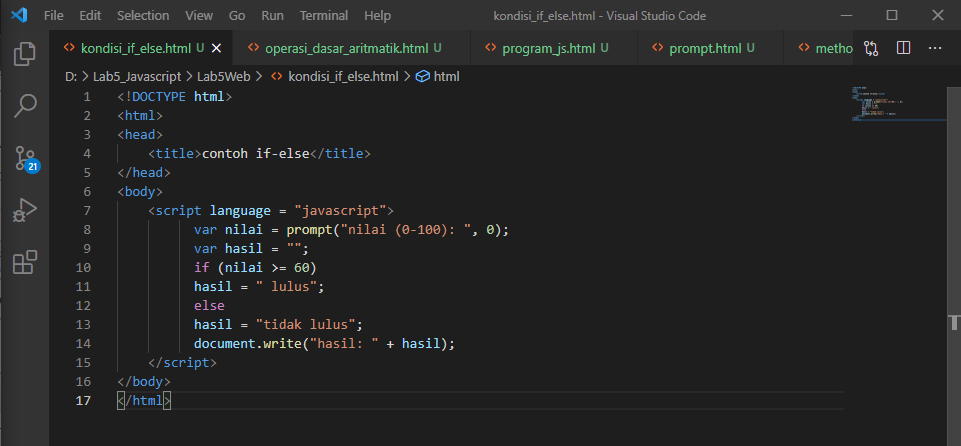 File Edit Selection View Go Run Terminal Help kondisi_if_else.html - Visual Studio Code
kondisi_if_else.html U operasi_dasar_aritmatik.html U program_js.html U prompt.html U metho
D: > Lab5_Javascript > Lab5Web > kondisi_if_else.html > html
1 <!DOCTYPE html>
2 <html>
3 <head>
4 <title>contoh if-else</title>
5 </head>
6 <body>
7 <script language = "javascript">
8 var nilai = prompt("nilai (0-100): ", 0);
9 var hasil = "";
10 if (nilai >= 60)
11 hasil = " lulus";
12 else
13 hasil = "tidak lulus";
14 document.write("hasil: " + hasil);
15 </script>
16 </body>
17 </html>
21